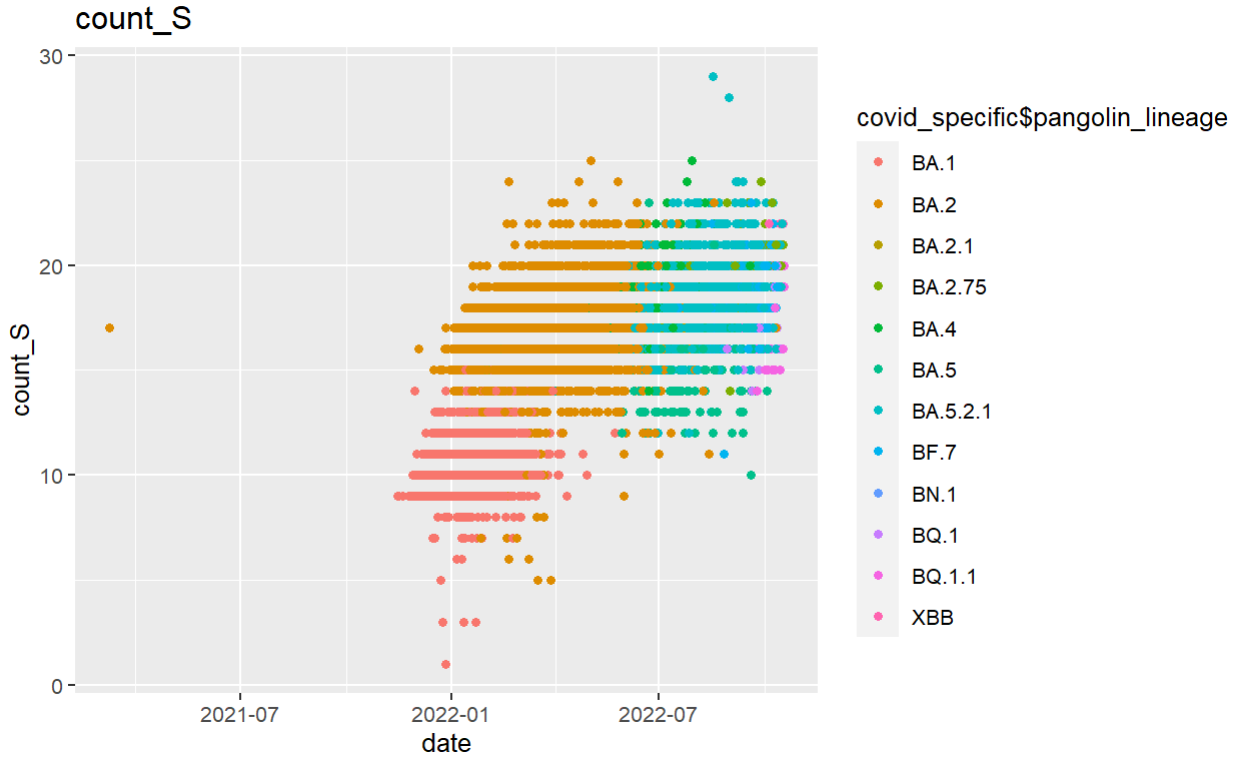 count_S
30
20
10
0
count_S
2021-07
2022-01
2022-07
date
covid_specific$pangolin_lineage
BA.1
BA.2
BA.2.1
BA.2.75
BA.4
BA.5
BA.5.2.1
BF.7
BN.1
BQ.1
BQ.1.1
XBB